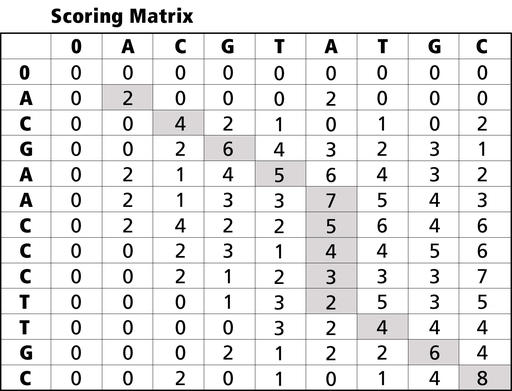 Scoring Matrix
0 A C G T A T G C
0 0 0 0 0 0 0 0 0 0
A 0 2 0 0 0 2 0 0 0
C 0 0 4 2 1 0 1 0 2
G 0 0 2 6 4 3 2 3 1
A 0 2 1 4 5 6 4 3 2
A 0 2 1 3 3 7 5 4 3
C 0 2 4 2 2 5 6 4 6
C 0 0 2 3 1 4 4 5 6
C 0 0 2 1 2 3 3 3 7
T 0 0 0 1 3 2 5 3 5
T 0 0 0 0 3 2 4 4 4
G 0 0 0 2 1 2 2 6 4
C 0 0 2 0 1 0 1 4 8